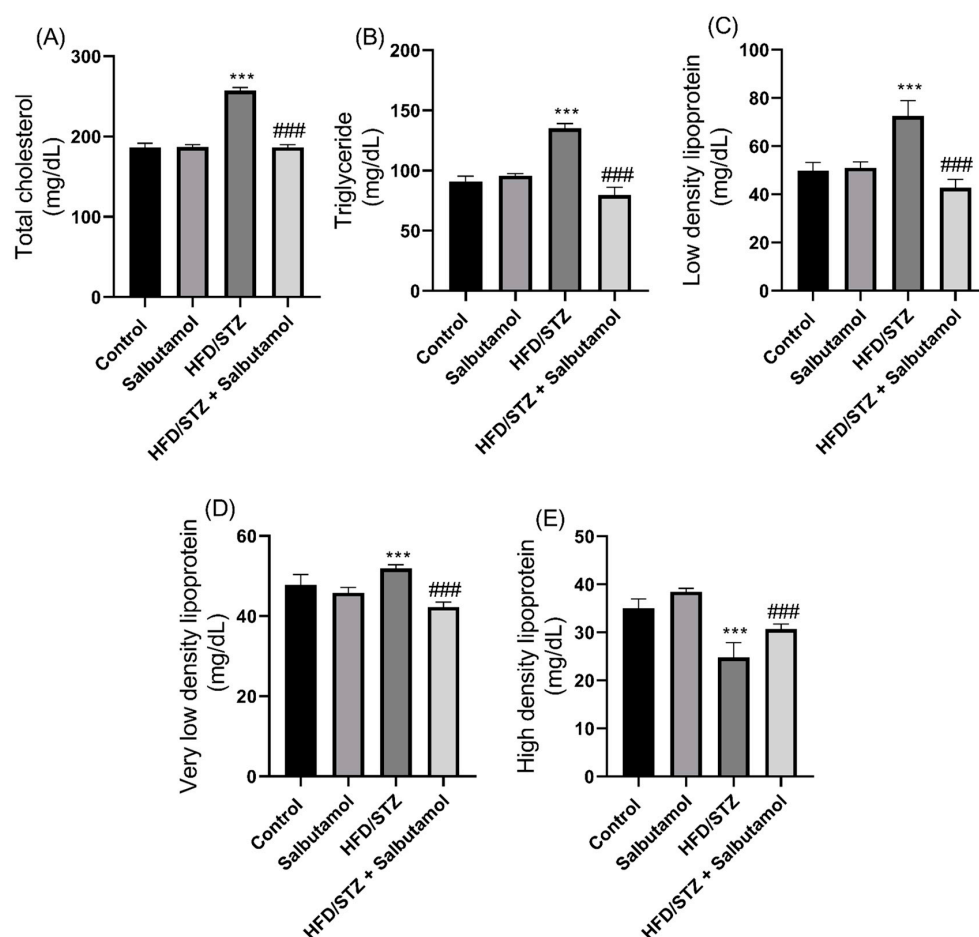 (A)
Total cholesterol
(mg/dL)
300
200
100
0
***
###
Control
Salbutamol
HFD/STZ
HFD/STZ + Salbutamol
(B)
Triglyceride
(mg/dL)
200
150
100
50
0
***
###
Control
Salbutamol
HFD/STZ
HFD/STZ + Salbutamol
(C)
Low density lipoprotein
(mg/dL)
100
80
60
40
20
0
***
###
Control
Salbutamol
HFD/STZ
HFD/STZ + Salbutamol
(D)
Very low density lipoprotein
(mg/dL)
60
40
20
0
***
###
Control
Salbutamol
HFD/STZ
HFD/STZ + Salbutamol
(E)
High density lipoprotein
(mg/dL)
50
40
30
20
10
0
***
###
Control
Salbutamol
HFD/STZ
HFD/STZ + Salbutamol